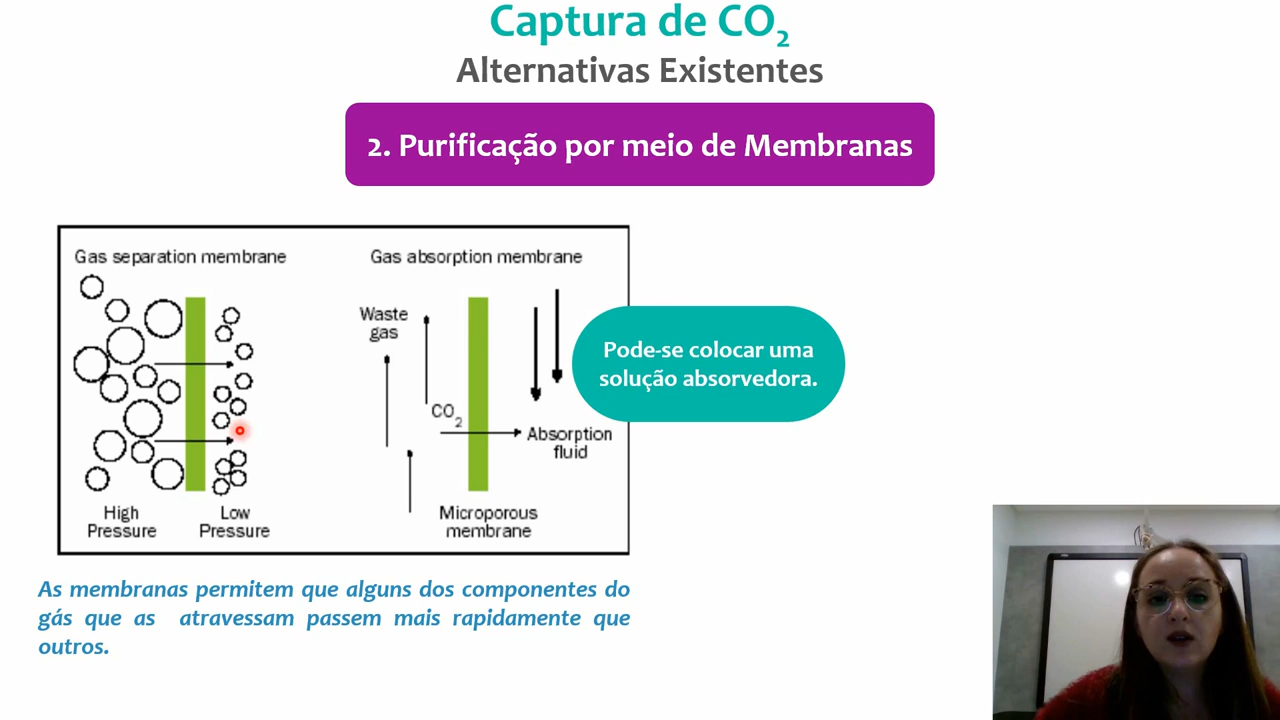 Captura de CO2
Alternativas Existentes
2. Purificação por meio de Membranas
Gas separation membrane
Gas absorption membrane
Waste
gas
CO2
Absorption
fluid
High
Pressure
Low
Pressure
Microporous
membrane
Pode-se colocar uma
solução absorvedora.
As membranas permitem que alguns dos componentes do
gás que as atravessam passem mais rapidamente que
outros.